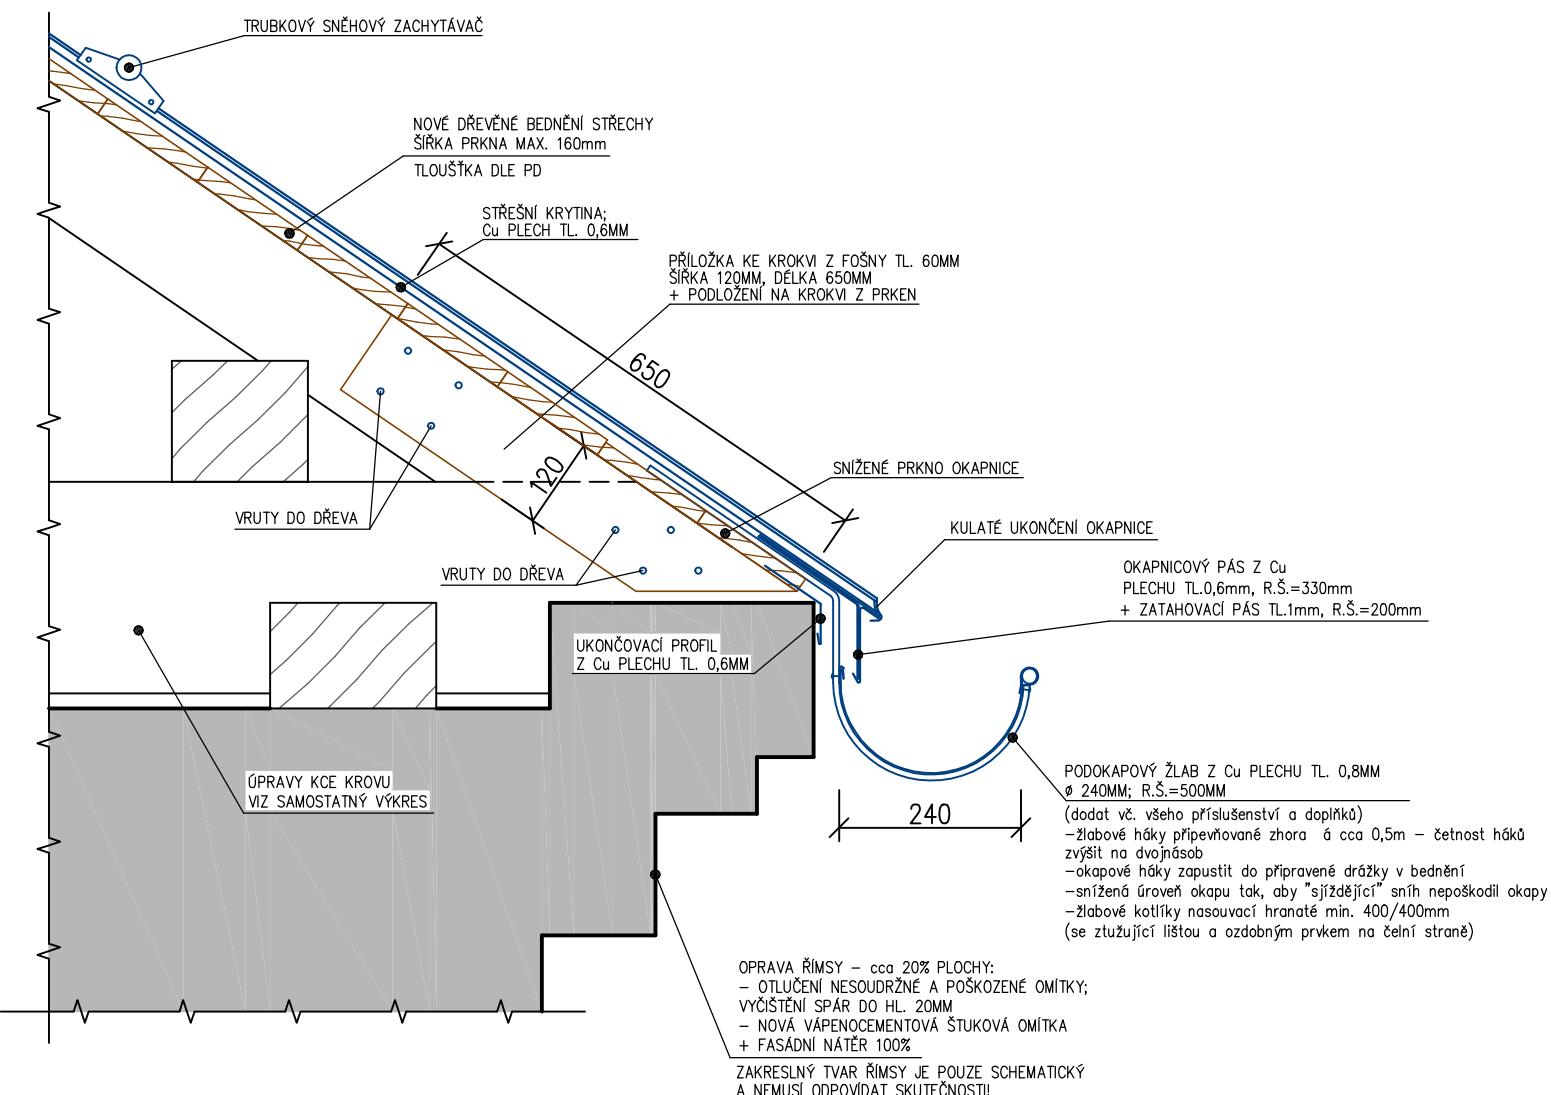 TRUBKOVÝ SNĚHOVÝ ZACHYTÁVAČ
NOVÉ DŘEVĚNÉ BEDNĚNÍ STŘECHY
ŠÍŘKA PRKNA MAX. 160mm
TLOUŠŤKA DLE PD
STŘEŠNÍ KRYTINA;
Cu PLECH TL. 0,6MM
PŘÍLOŽKA KE KROKVI Z FOŠNY TL. 60MM
ŠÍŘKA 120MM, DÉLKA 650MM
+ PODLOŽENÍ NA KROKVI Z PRKEN
650
120
SNÍŽENÉ PRKNO OKAPNICE
VRUTY DO DŘEVA
KULATÉ UKONČENÍ OKAPNICE
VRUTY DO DŘEVA
OKAPNICOVÝ PÁS Z Cu
PLECHU TL.0,6mm, R.Š.=330mm
+ ZATAHOVACÍ PÁS TL.1mm, R.Š.=200mm
UKONČOVACÍ PROFIL
Z Cu PLECHU TL. 0,6MM
ÚPRAVY KCE KROVU
VIZ SAMOSTATNÝ VÝKRES
240
PODOKAPOVÝ ŽLAB Z Cu PLECHU TL. 0,8MM
ø 240MM; R.Š.=500MM
(dodat vč. všeho příslušenství a doplňků)
-žlabové háky připevňované zhora á cca 0,5m - četnost háků
zvýšit na dvojnásob
-okapové háky zapustit do připravené drážky v bednění
-snížená úroveň okapu tak, aby "sjíždějící" sníh nepoškodil okapy
-žlabové kotlíky nasouvací hranaté min. 400/400mm
(se ztužující lištou a ozdobným prvkem na čelní straně)
OPRAVA ŘÍMSY - cca 20% PLOCHY:
- OTLUČENÍ NESOUDRŽNÉ A POŠKOZENÉ OMÍTKY;
VYČIŠTĚNÍ SPÁR DO HL. 20MM
- NOVÁ VÁPENOCEMENTOVÁ ŠTUKOVÁ OMÍTKA
+ FASÁDNÍ NÁTĚR 100%
ZAKRESLNÝ TVAR ŘÍMSY JE POUZE SCHEMATICKÝ
A NEMUSÍ ODPOVÍDAT SKUTEČNOSTI!